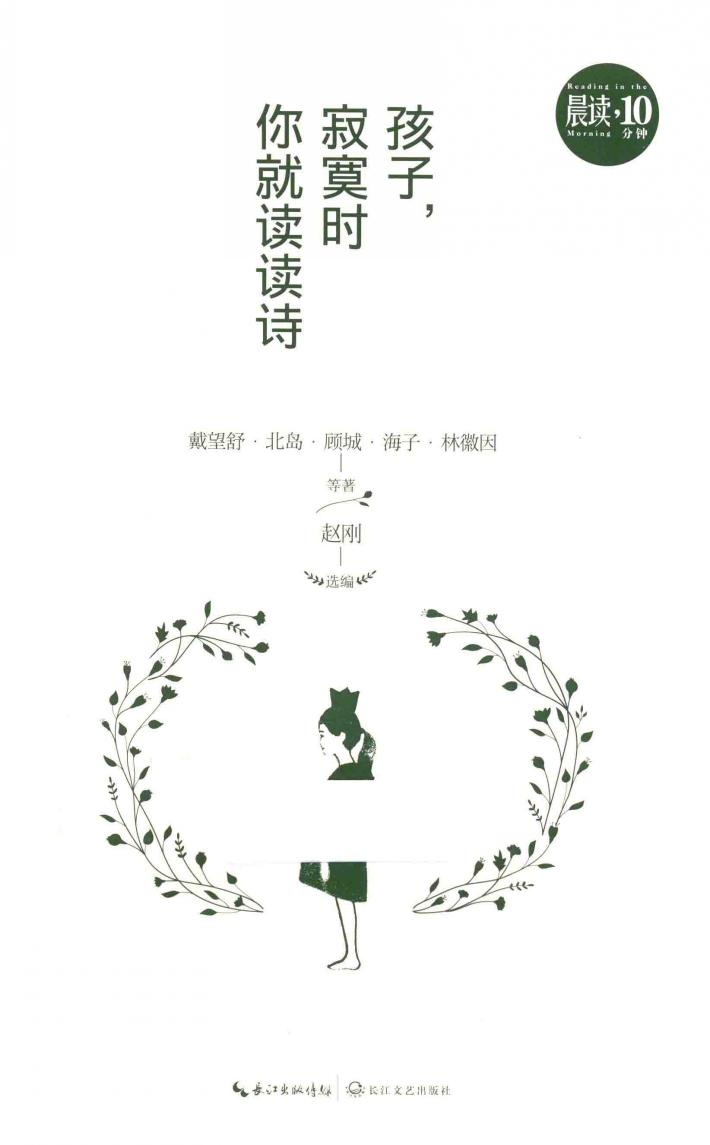 孩子，
寂寞时
你就读读诗
Reading in the
晨读，10
Morning 分钟
戴望舒·北岛·顾城·海子·林徽因
等著
赵刚
选编
长江出版传媒 长江文艺出版社